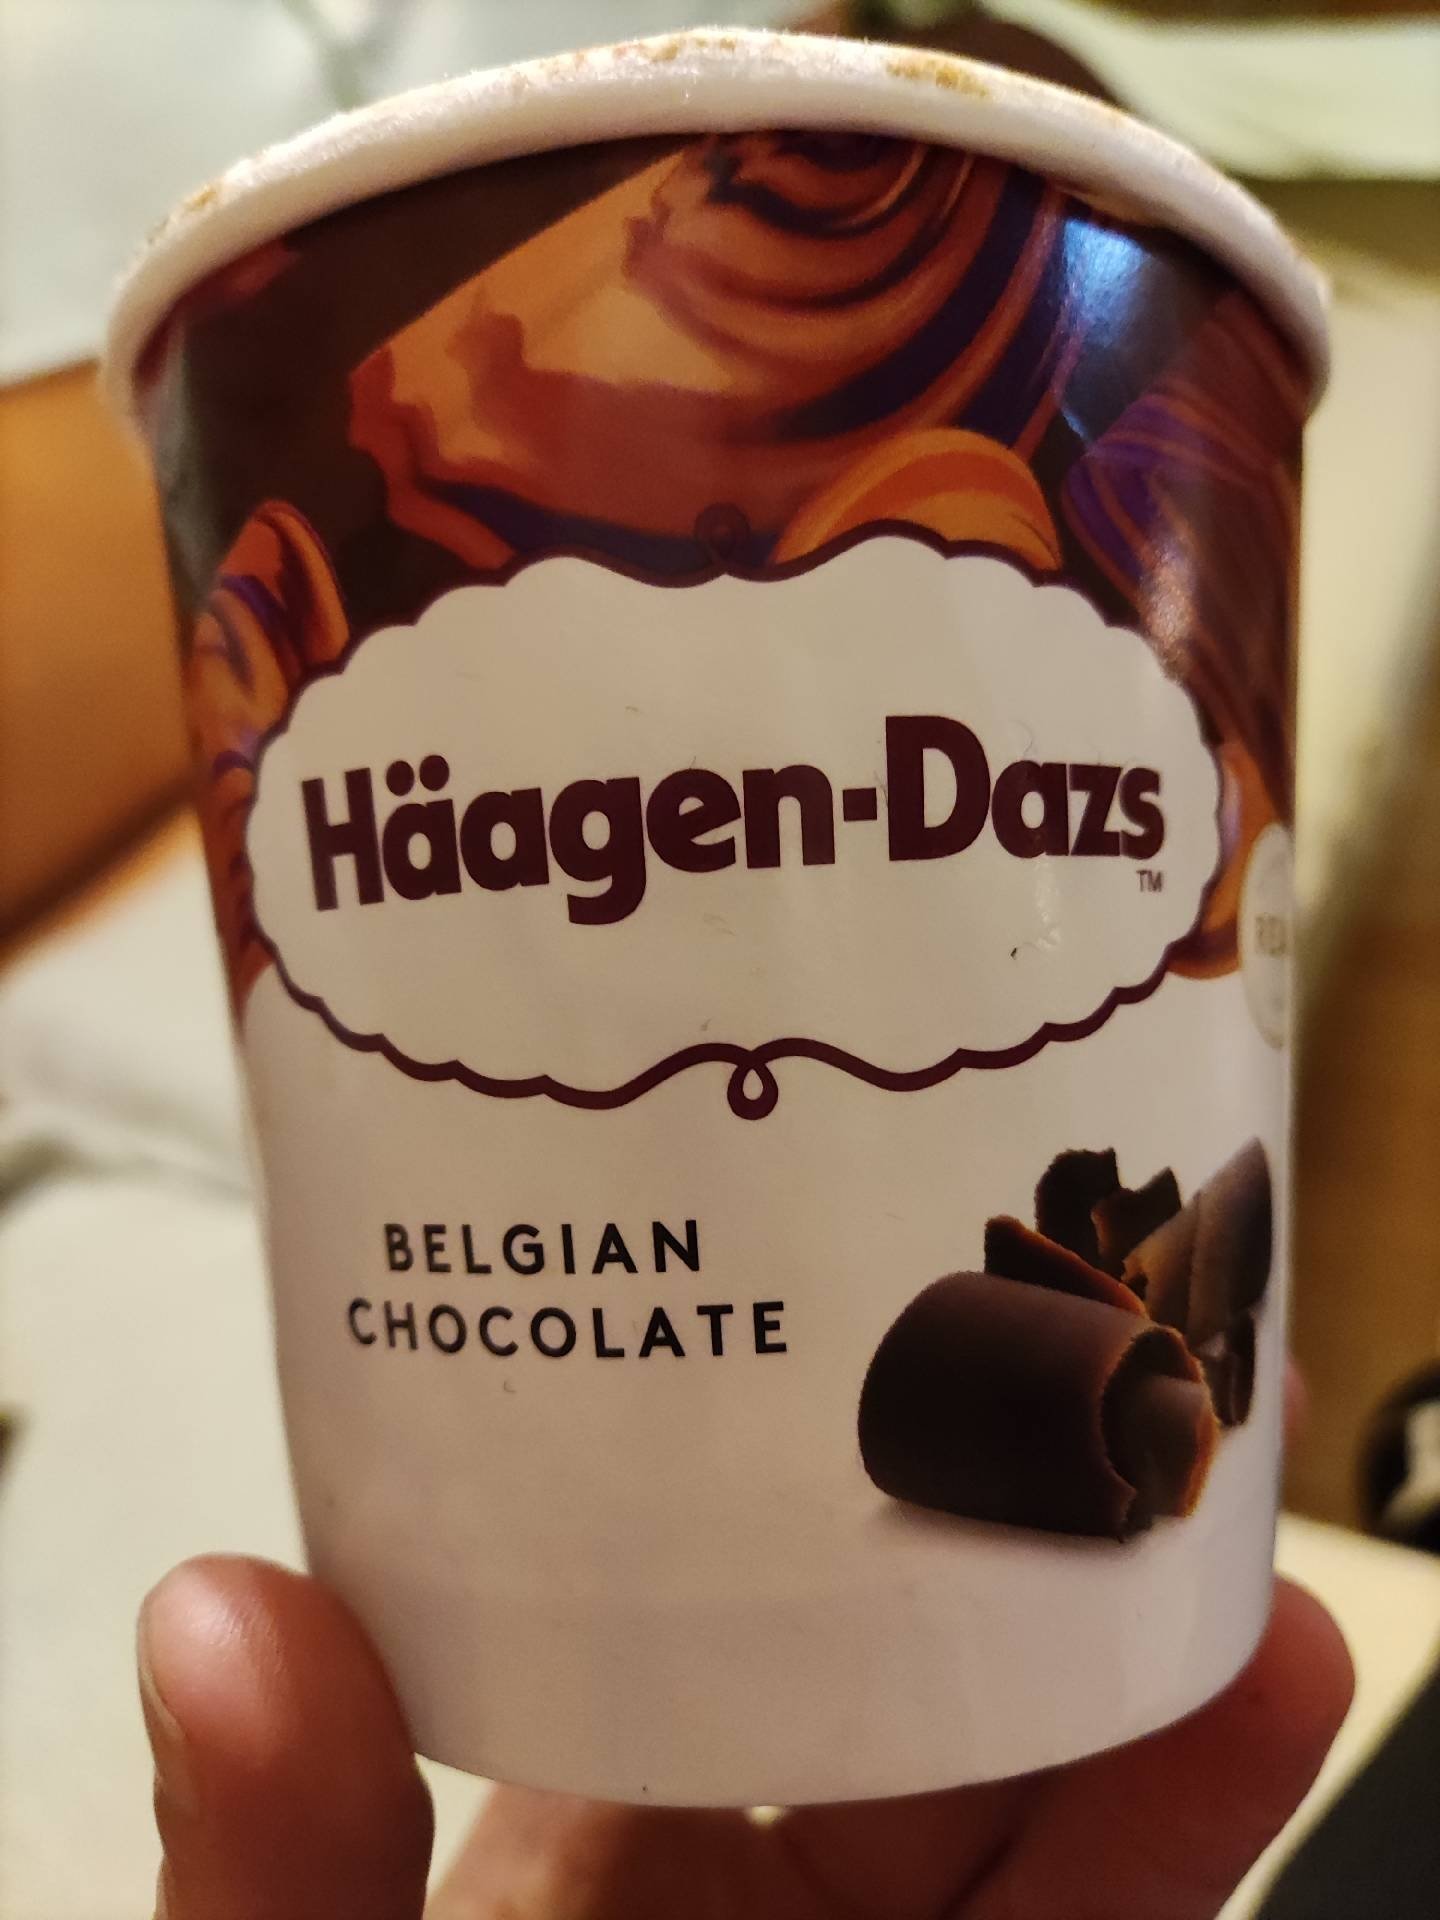 Häagen-Dazs
TM
BELGIAN
CHOCOLATE